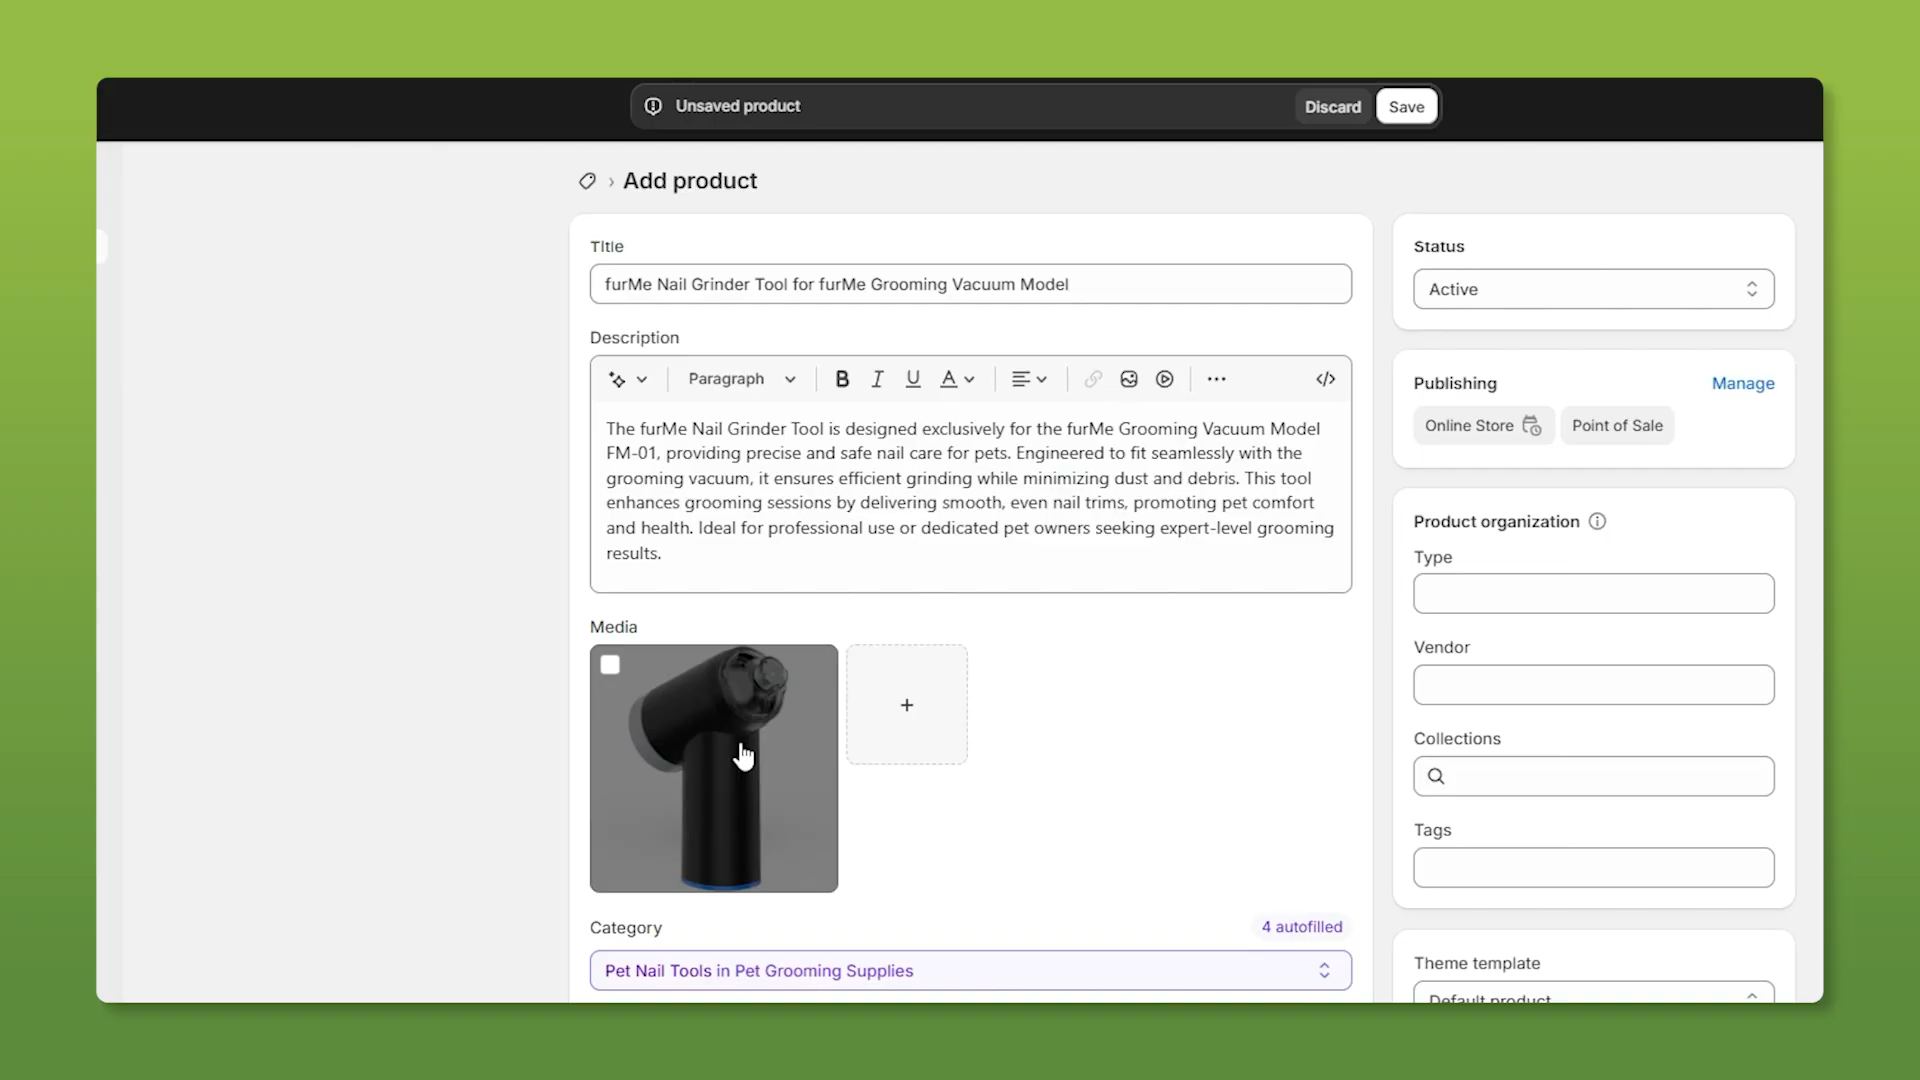 Unsaved product
Discard
Save
Add product
Title
furMe Nail Grinder Tool for furMe Grooming Vacuum Model
Description
Paragraph
The furMe Nail Grinder Tool is designed exclusively for the furMe Grooming Vacuum Model
FM-01, providing precise and safe nail care for pets. Engineered to fit seamlessly with the
grooming vacuum, it ensures efficient grinding while minimizing dust and debris. This tool
enhances grooming sessions by delivering smooth, even nail trims, promoting pet comfort
and health. Ideal for professional use or dedicated pet owners seeking expert-level grooming
results.
Media
Category
4 autofilled
Pet Nail Tools in Pet Grooming Supplies
Status
Active
Publishing
Manage
Online Store
Point of Sale
Product organization
Type
Vendor
Collections
Tags
Theme template
Default product